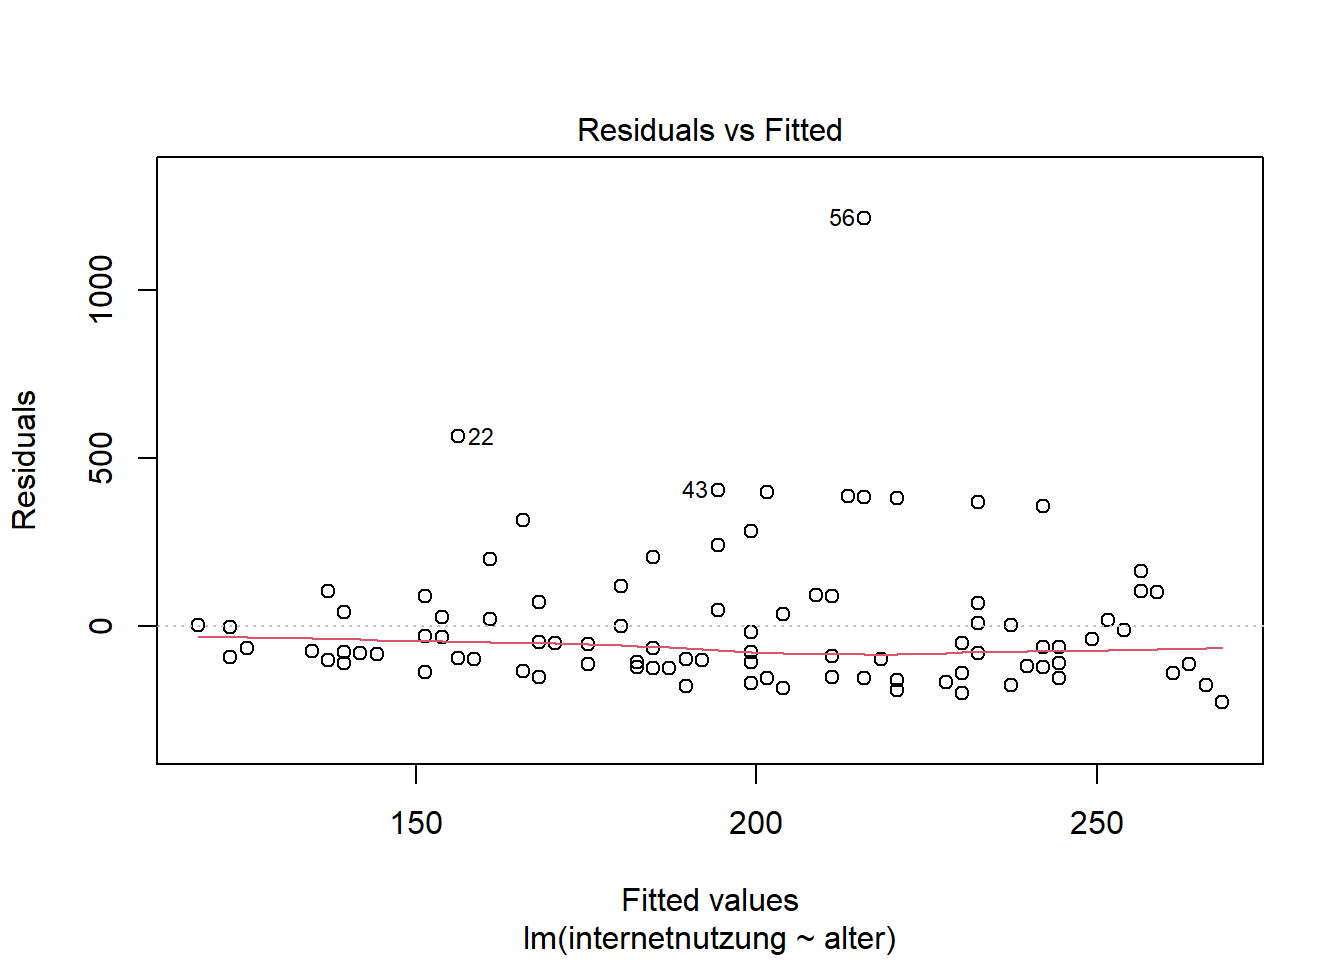 Residuals vs Fitted
Residuals
1000
500
0
56
22
43
150 200 250
Fitted values
lm(internetnutzung ~ alter)